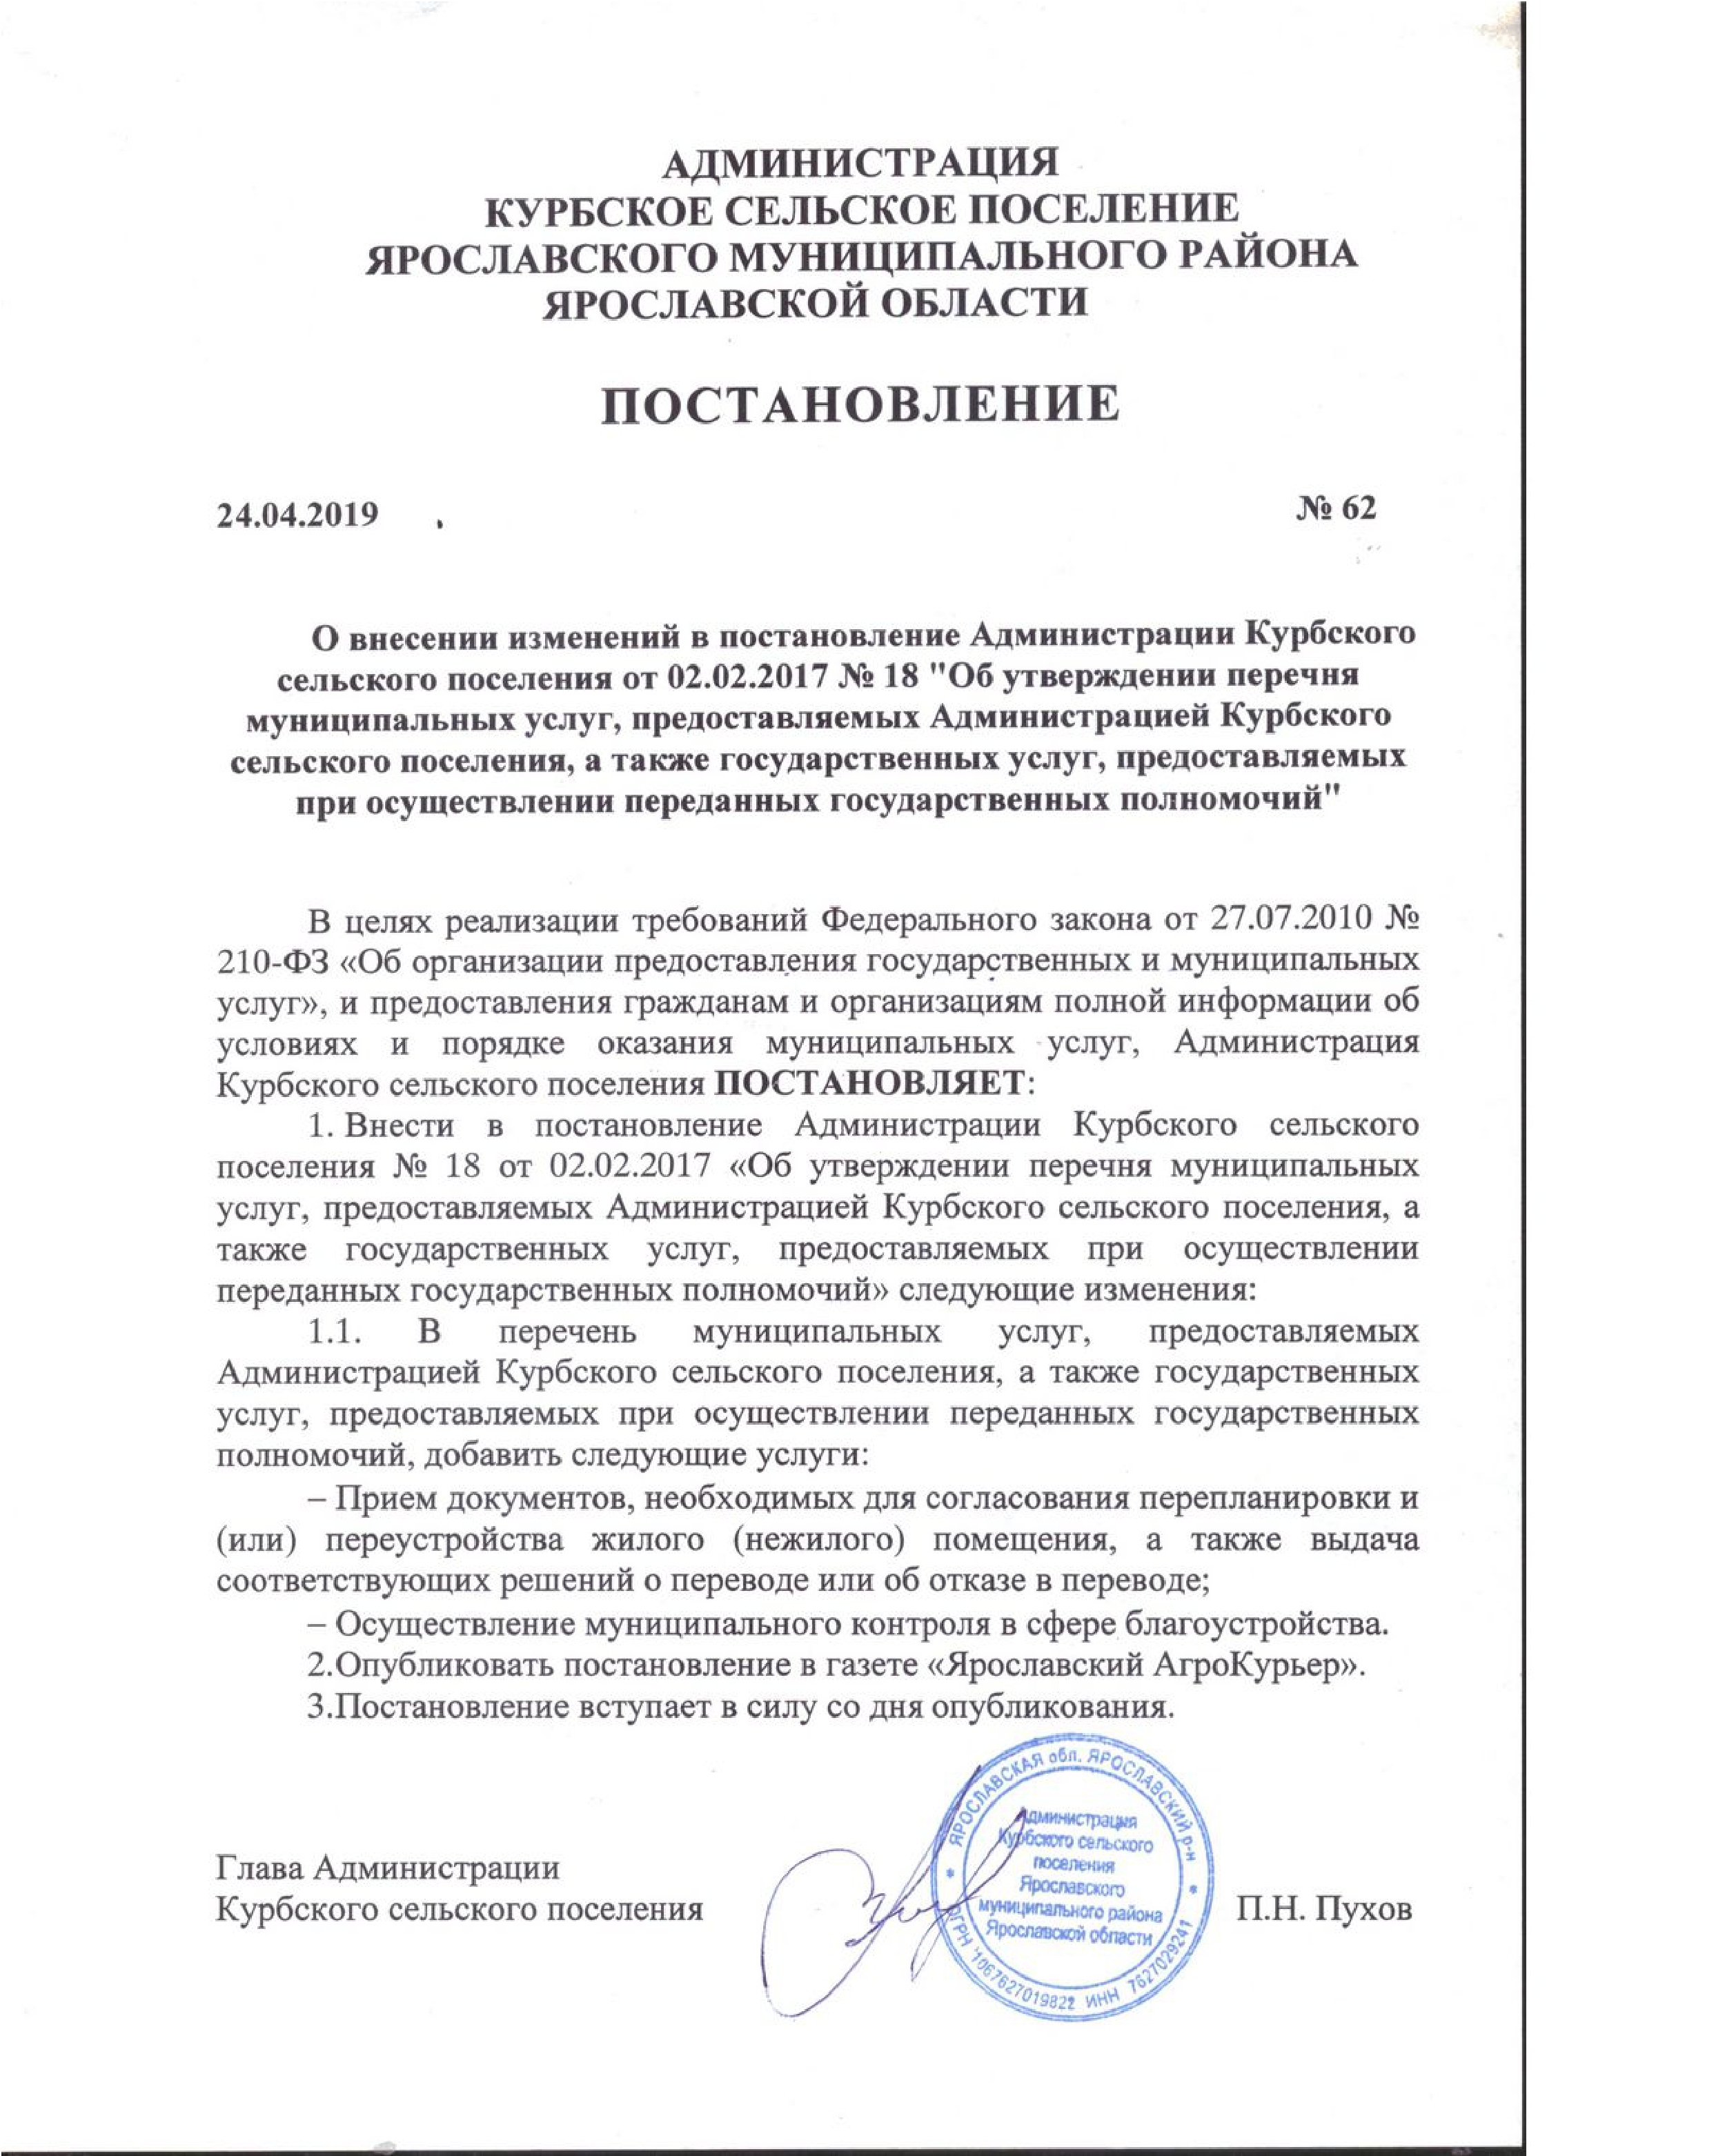 АДМИНИСТРАЦИЯ
КУРБСКОЕ СЕЛЬСКОЕ ПОСЕЛЕНИЕ
ЯРОСЛАВСКОГО МУНИЦИПАЛЬНОГО РАЙОНА
ЯРОСЛАВСКОЙ ОБЛАСТИ
ПОСТАНОВЛЕНИЕ
24.04.2019 № 62
О внесении изменений в постановление Администрации Курбского
сельского поселения от 02.02.2017 № 18 "Об утверждении перечня
муниципальных услуг, предоставляемых Администрацией Курбского
сельского поселения, а также государственных услуг, предоставляемых
при осуществлении переданных государственных полномочий"
В целях реализации требований Федерального закона от 27.07.2010 №
210-ФЗ «Об организации предоставления государственных и муниципальных
услуг», и предоставления гражданам и организациям полной информации об
условиях и порядке оказания муниципальных услуг, Администрация
Курбского сельского поселения ПОСТАНОВЛЯЕТ:
1. Внести в постановление Администрации Курбского сельского
поселения № 18 от 02.02.2017 «Об утверждении перечня муниципальных
услуг, предоставляемых Администрацией Курбского сельского поселения, а
также государственных услуг, предоставляемых при осуществлении
переданных государственных полномочий» следующие изменения:
1.1. В перечень муниципальных услуг, предоставляемых
Администрацией Курбского сельского поселения, а также государственных
услуг, предоставляемых при осуществлении переданных государственных
полномочий, добавить следующие услуги:
– Прием документов, необходимых для согласования перепланировки и
(или) переустройства жилого (нежилого) помещения, а также выдача
соответствующих решений о переводе или об отказе в переводе;
– Осуществление муниципального контроля в сфере благоустройства.
2.Опубликовать постановление в газете «Ярославский АгроКурьер».
3.Постановление вступает в силу со дня опубликования.
Глава Администрации
Курбского сельского поселения П.Н. Пухов
ЯРОСЛАВСКАЯ обл. ЯРОСЛАВСКИЙ р-н
Администрация
Курбского сельского
поселения
Ярославского
муниципального района
Ярославской области
ОГРН 1067627019822 ИНН 7627029241